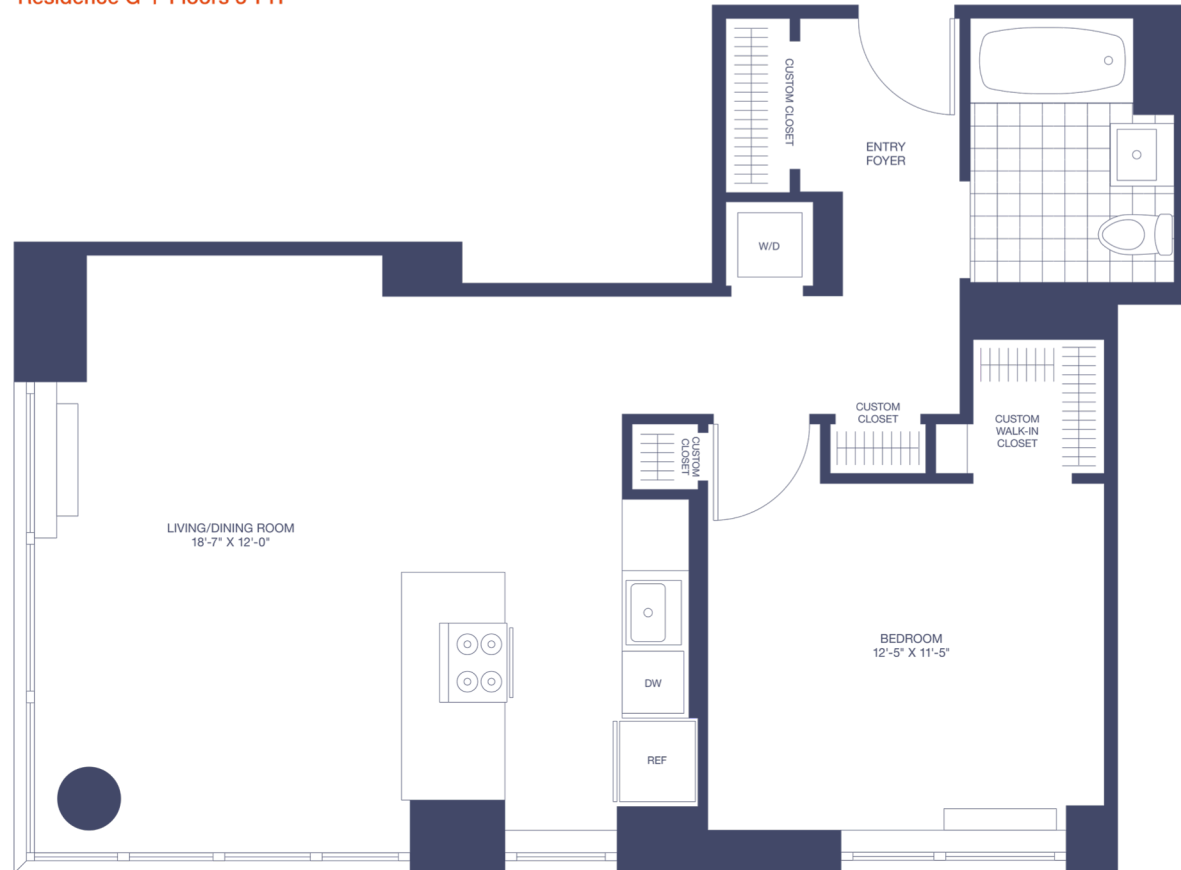 CUSTOM CLOSET
ENTRY
FOYER
W/D
CUSTOM
CLOSET
CUSTOM
WALK-IN
CLOSET
CUSTOM
CLOSET
LIVING/DINING ROOM
18'-7" X 12'-0"
BEDROOM
12'-5" X 11'-5"
DW
REF